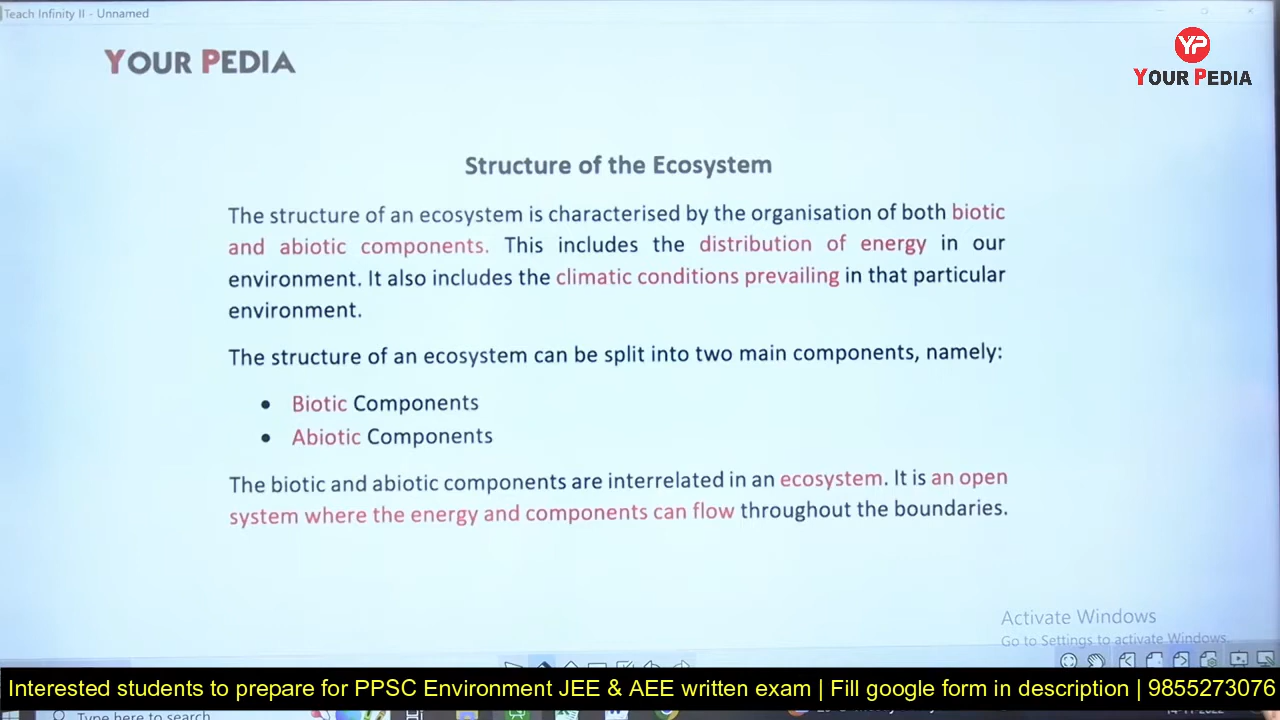 Teach Infinity II - Unnamed
YOUR PEDIA
YP
YOUR PEDIA
Structure of the Ecosystem
The structure of an ecosystem is characterised by the organisation of both biotic
and abiotic components. This includes the distribution of energy in our
environment. It also includes the climatic conditions prevailing in that particular
environment.
The structure of an ecosystem can be split into two main components, namely:
• Biotic Components
• Abiotic Components
The biotic and abiotic components are interrelated in an ecosystem. It is an open
system where the energy and components can flow throughout the boundaries.
Activate Windows
Go to Settings to activate Windows.
Interested students to prepare for PPSC Environment JEE & AEE written exam | Fill google form in description | 9855273076
Type here to search